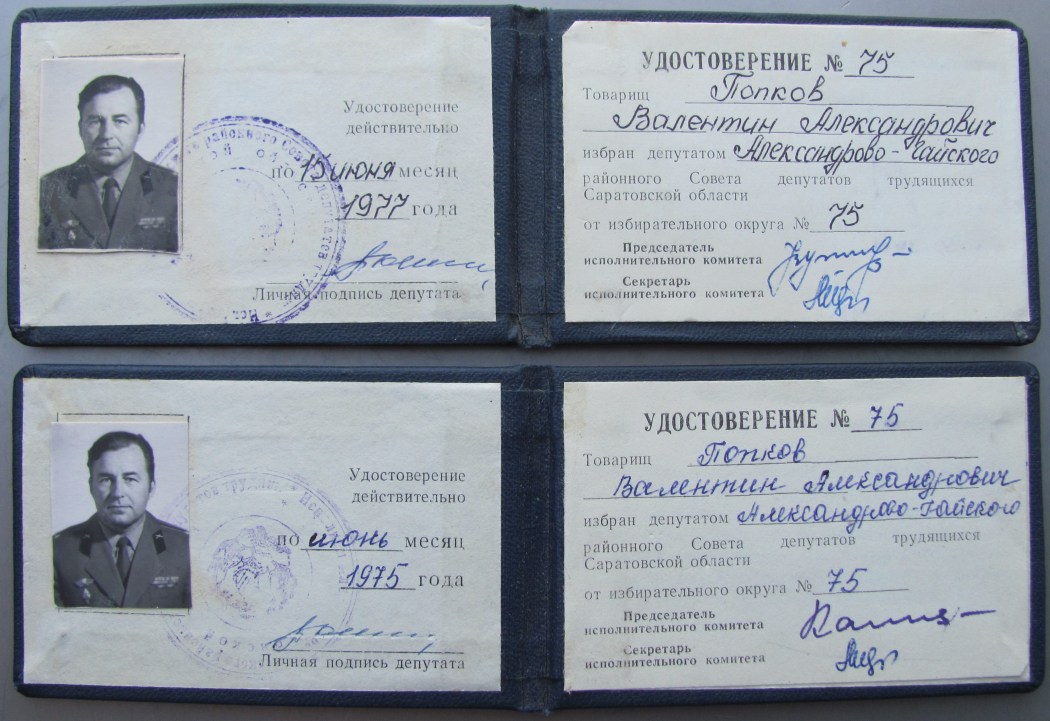 Удостоверение
действительно
по 15 июня месяц
1977 года
Личная подпись депутата
УДОСТОВЕРЕНИЕ № 75
Товарищ Попков
Валентин Александрович
избран депутатом Александрово-Гайского
районного Совета депутатов трудящихся
Саратовской области
от избирательного округа № 75
Председатель
исполнительного комитета
Секретарь
исполнительного комитета
Удостоверение
действительно
по июнь месяц
1975 года
Личная подпись депутата
УДОСТОВЕРЕНИЕ № 75
Товарищ Попков
Валентин Александрович
избран депутатом Александрово-Гайского
районного Совета депутатов трудящихся
Саратовской области
от избирательного округа № 75
Председатель
исполнительного комитета
Секретарь
исполнительного комитета